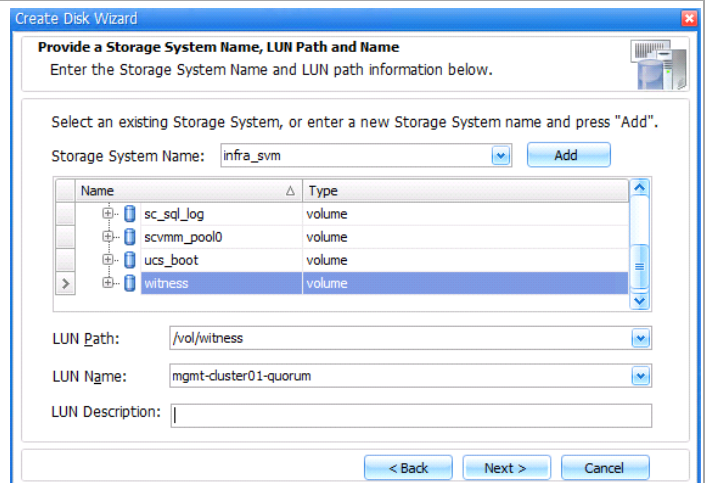 Create Disk Wizard
Provide a Storage System Name, LUN Path and Name
Enter the Storage System Name and LUN path information below.
Select an existing Storage System, or enter a new Storage System name and press "Add".
Storage System Name: infra_svm Add
Name Type
sc_sql_log volume
scvmm_pool0 volume
ucs_boot volume
witness volume
LUN Path: /vol/witness
LUN Name: mgmt-cluster01-quorum
LUN Description:
< Back Next > Cancel